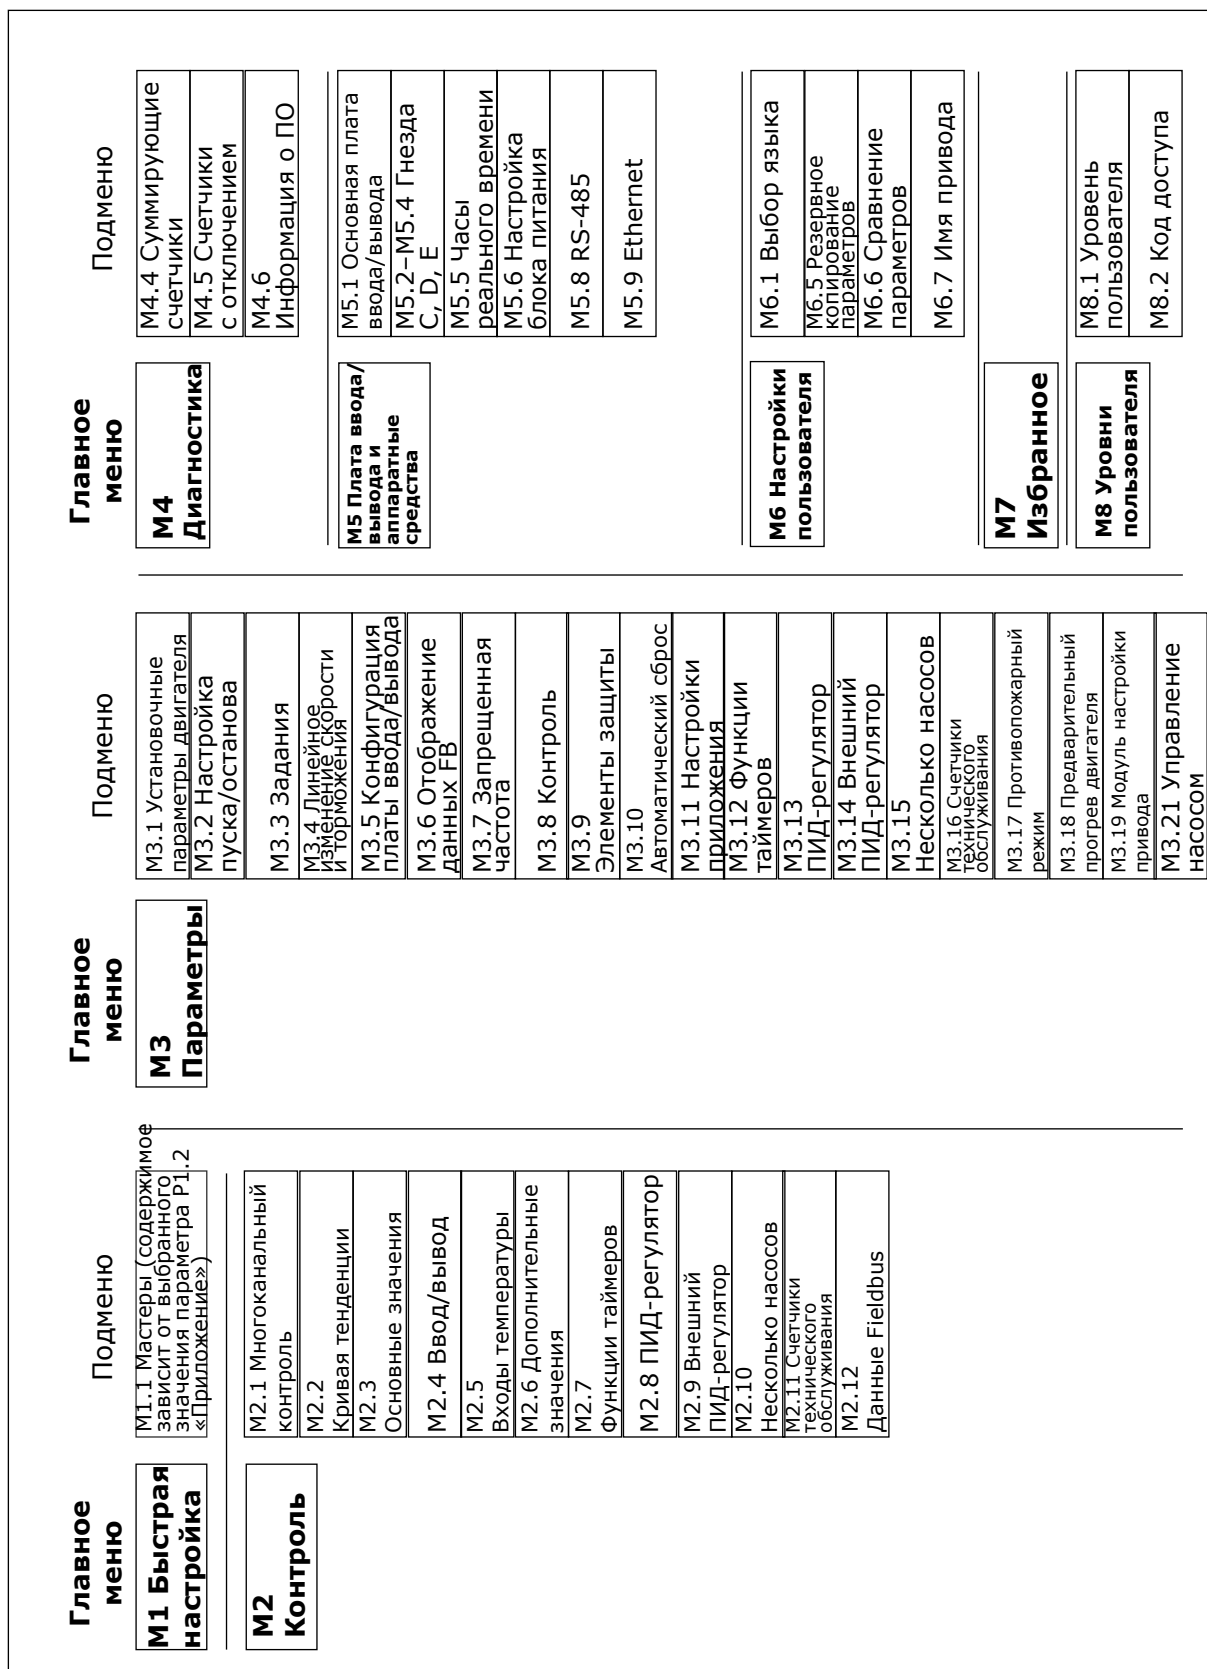 Главное
меню
Подменю
M1 Быстрая
настройка
M1.1 Мастеры (содержимое
зависит от выбранного
значения параметра P1.2
«Приложение»)
M2
Контроль
M2.1 Многоканальный
контроль
M2.2
Кривая тенденции
M2.3
Основные значения
M2.4 Ввод/вывод
M2.5
Входы температуры
M2.6 Дополнительные
значения
M2.7
Функции таймеров
M2.8 ПИД-регулятор
M2.9 Внешний
ПИД-регулятор
M2.10
Несколько насосов
M2.11 Счетчики
технического
обслуживания
M2.12
Данные Fieldbus
Главное
меню
Подменю
M3
Параметры
M3.1 Установочные
параметры двигателя
M3.2 Настройка
пуска/останова
M3.3 Задания
M3.4 Линейное
изменение скорости
и торможения
M3.5 Конфигурация
платы ввода/вывода
M3.6 Отображение
данных FB
M3.7 Запрещенная
частота
M3.8 Контроль
M3.9
Элементы защиты
M3.10
Автоматический сброс
M3.11 Настройки
приложения
M3.12 Функции
таймеров
M3.13
ПИД-регулятор
M3.14 Внешний
ПИД-регулятор
M3.15
Несколько насосов
M3.16 Счетчики
технического
обслуживания
M3.17 Противопожарный
режим
M3.18 Предварительный
прогрев двигателя
M3.19 Модуль настройки
привода
M3.21 Управление
насосом
Главное
меню
Подменю
M4
Диагностика
M4.4 Суммирующие
счетчики
M4.5 Счетчики
с отключением
M4.6
Информация о ПО
M5 Плата ввода/
вывода и
аппаратные
средства
M5.1 Основная плата
ввода/вывода
M5.2–M5.4 Гнезда
C, D, E
M5.5 Часы
реального времени
M5.6 Настройка
блока питания
M5.8 RS-485
M5.9 Ethernet
M6 Настройки
пользователя
M6.1 Выбор языка
M6.5 Резервное
копирование
параметров
M6.6 Сравнение
параметров
M6.7 Имя привода
M7
Избранное
M8 Уровни
пользователя
M8.1 Уровень
пользователя
M8.2 Код доступа